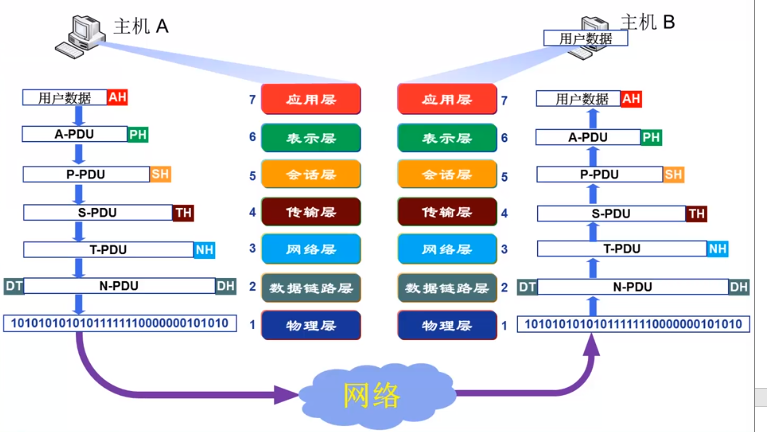 主机 A
主机 B
用户数据
用户数据 AH
7 应用层
应用层 7
用户数据 AH
A-PDU PH
6 表示层
表示层 6
A-PDU PH
P-PDU SH
5 会话层
会话层 5
P-PDU SH
S-PDU TH
4 传输层
传输层 4
S-PDU TH
T-PDU NH
3 网络层
网络层 3
T-PDU NH
DT N-PDU DH
2 数据链路层
数据链路层 2
DT N-PDU DH
10101010101011111110000000101010
1 物理层
物理层 1
10101010101011111110000000101010
网络